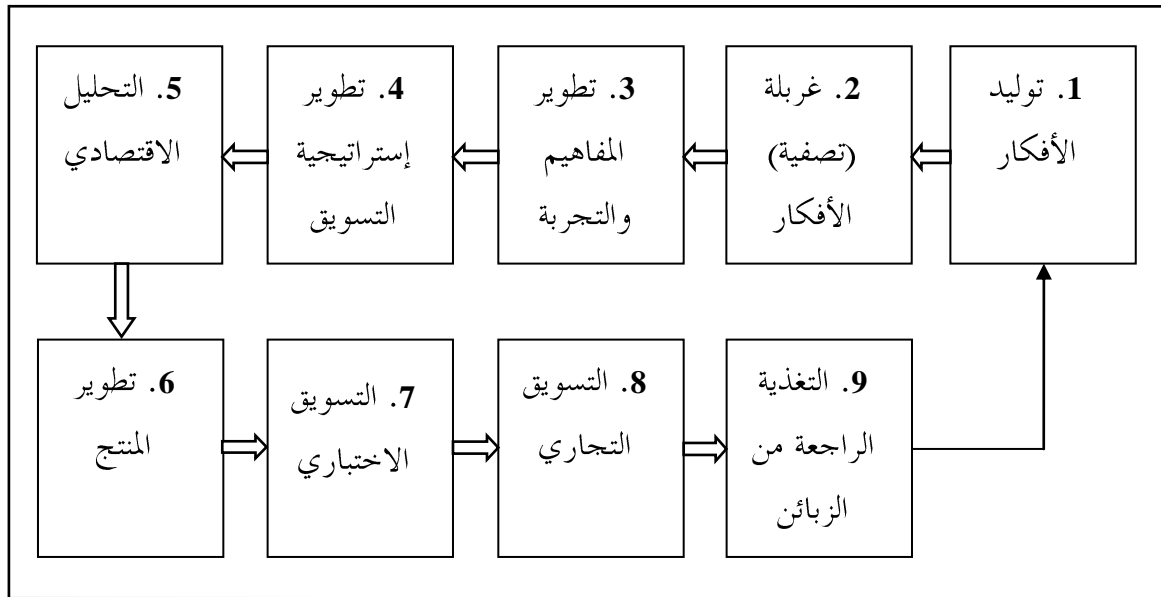 1. توليد
الأفكار
2. غربلة
(تصفية)
الأفكار
3. تطوير
المفاهيم
والتجربة
4. تطوير
إستراتيجية
التسويق
5. التحليل
الاقتصادي
6. تطوير
المنتج
7. التسويق
الاختباري
8. التسويق
التجاري
9. التغذية
الراجعة من
الزبائن